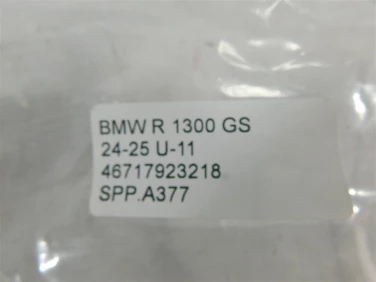 BMW R 1300 GS
24-25 U-11
46717923218
SPP.A377